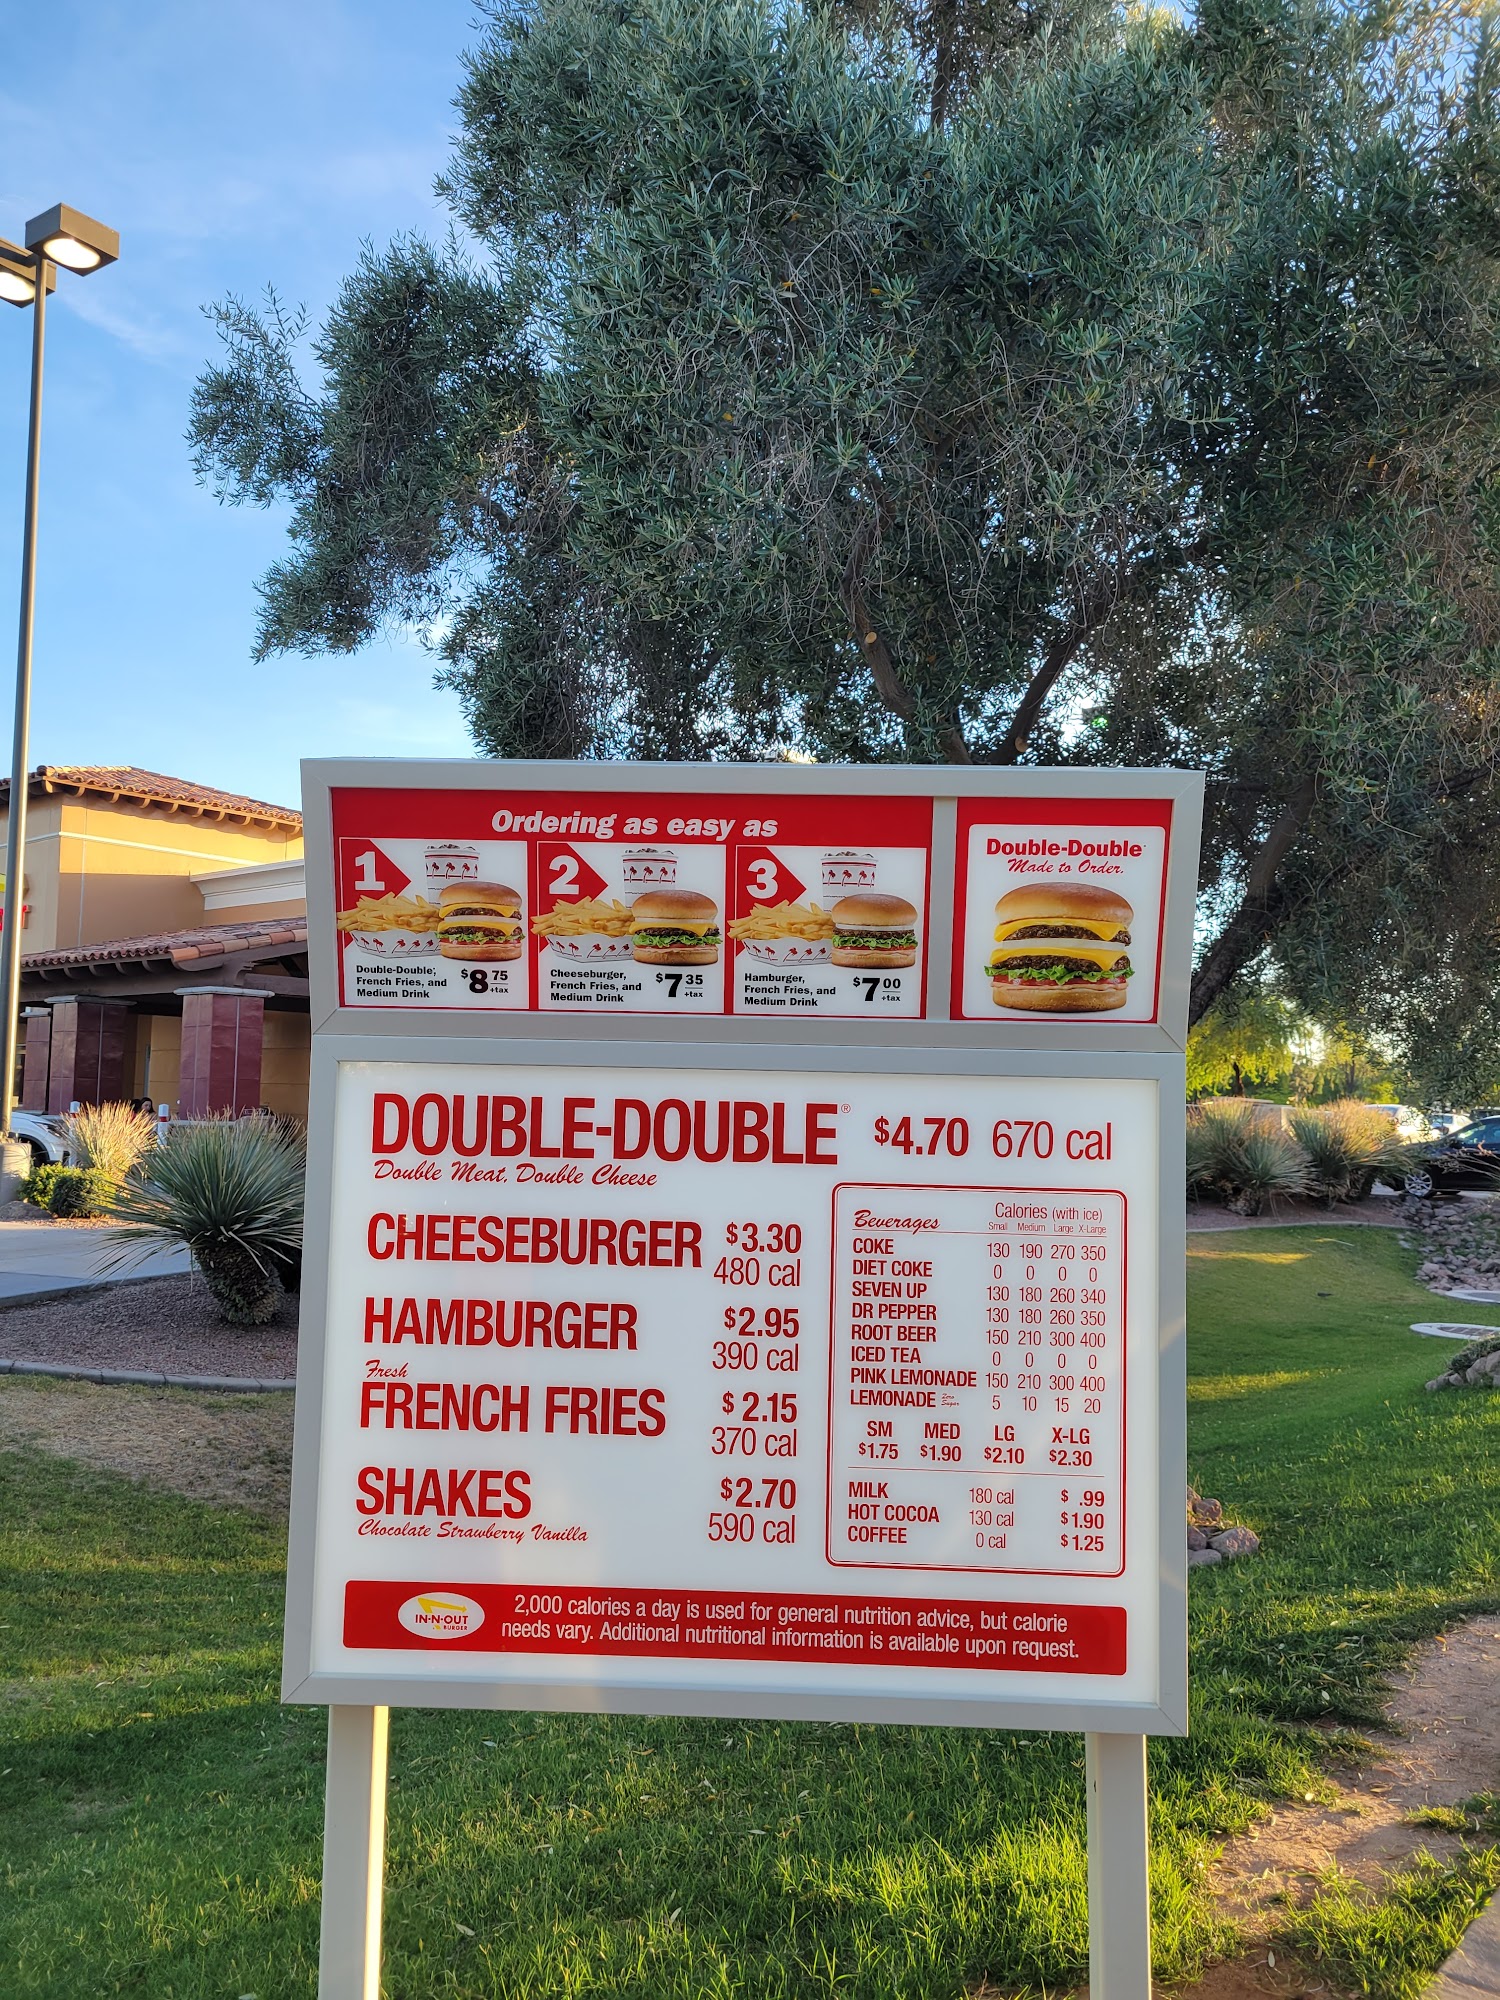 Ordering as easy as
1
Double-Double®,
French Fries, and
Medium Drink
$8 75
+tax
2
Cheeseburger,
French Fries, and
Medium Drink
$7 35
+tax
3
Hamburger,
French Fries, and
Medium Drink
$7 00
+tax
Double-Double®
Made to Order.
DOUBLE-DOUBLE® $4.70 670 cal
Double Meat, Double Cheese
CHEESEBURGER $3.30
480 cal
HAMBURGER $2.95
390 cal
Fresh
FRENCH FRIES $2.15
370 cal
SHAKES $2.70
Chocolate Strawberry Vanilla 590 cal
Beverages Calories (with ice)
Small Medium Large X-Large
COKE 130 190 270 350
DIET COKE 0 0 0 0
SEVEN UP 130 180 260 340
DR PEPPER 130 180 260 350
ROOT BEER 150 210 300 400
ICED TEA 0 0 0 0
PINK LEMONADE 150 210 300 400
LEMONADE Zero Sugar 5 10 15 20
SM MED LG X-LG
$1.75 $1.90 $2.10 $2.30
MILK 180 cal $ .99
HOT COCOA 130 cal $1.90
COFFEE 0 cal $1.25
IN-N-OUT
BURGER
2,000 calories a day is used for general nutrition advice, but calorie
needs vary. Additional nutritional information is available upon request.